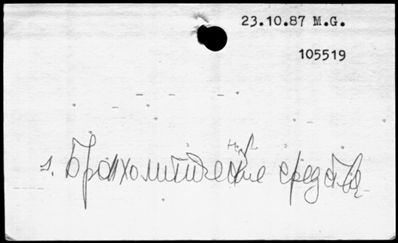 23.10.87 M.G.
105519
1. Бронхолитические средства